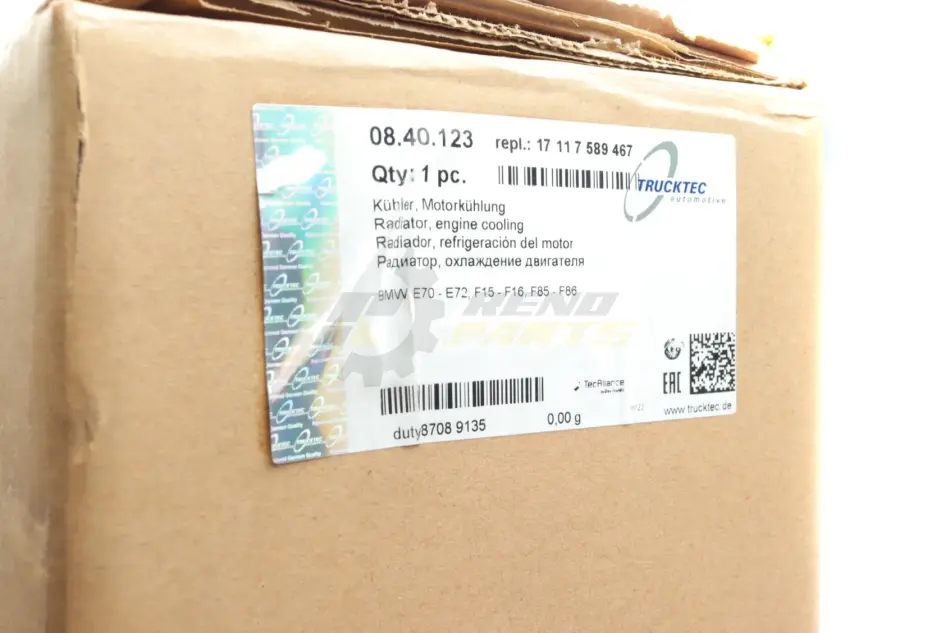 08.40.123 repl.: 17 11 7 589 467
Qty: 1 pc.
TRUCKTEC
automotive
Kühler, Motorkühlung
Radiator, engine cooling
Radiador, refrigeración del motor
Радиатор, охлаждение двигателя
BMW E70 - E72, F15 - F16, F85 - F86
RENO
PARTS
TecAlliance
EAC
duty8708 9135
0,00 g
www.trucktec.de